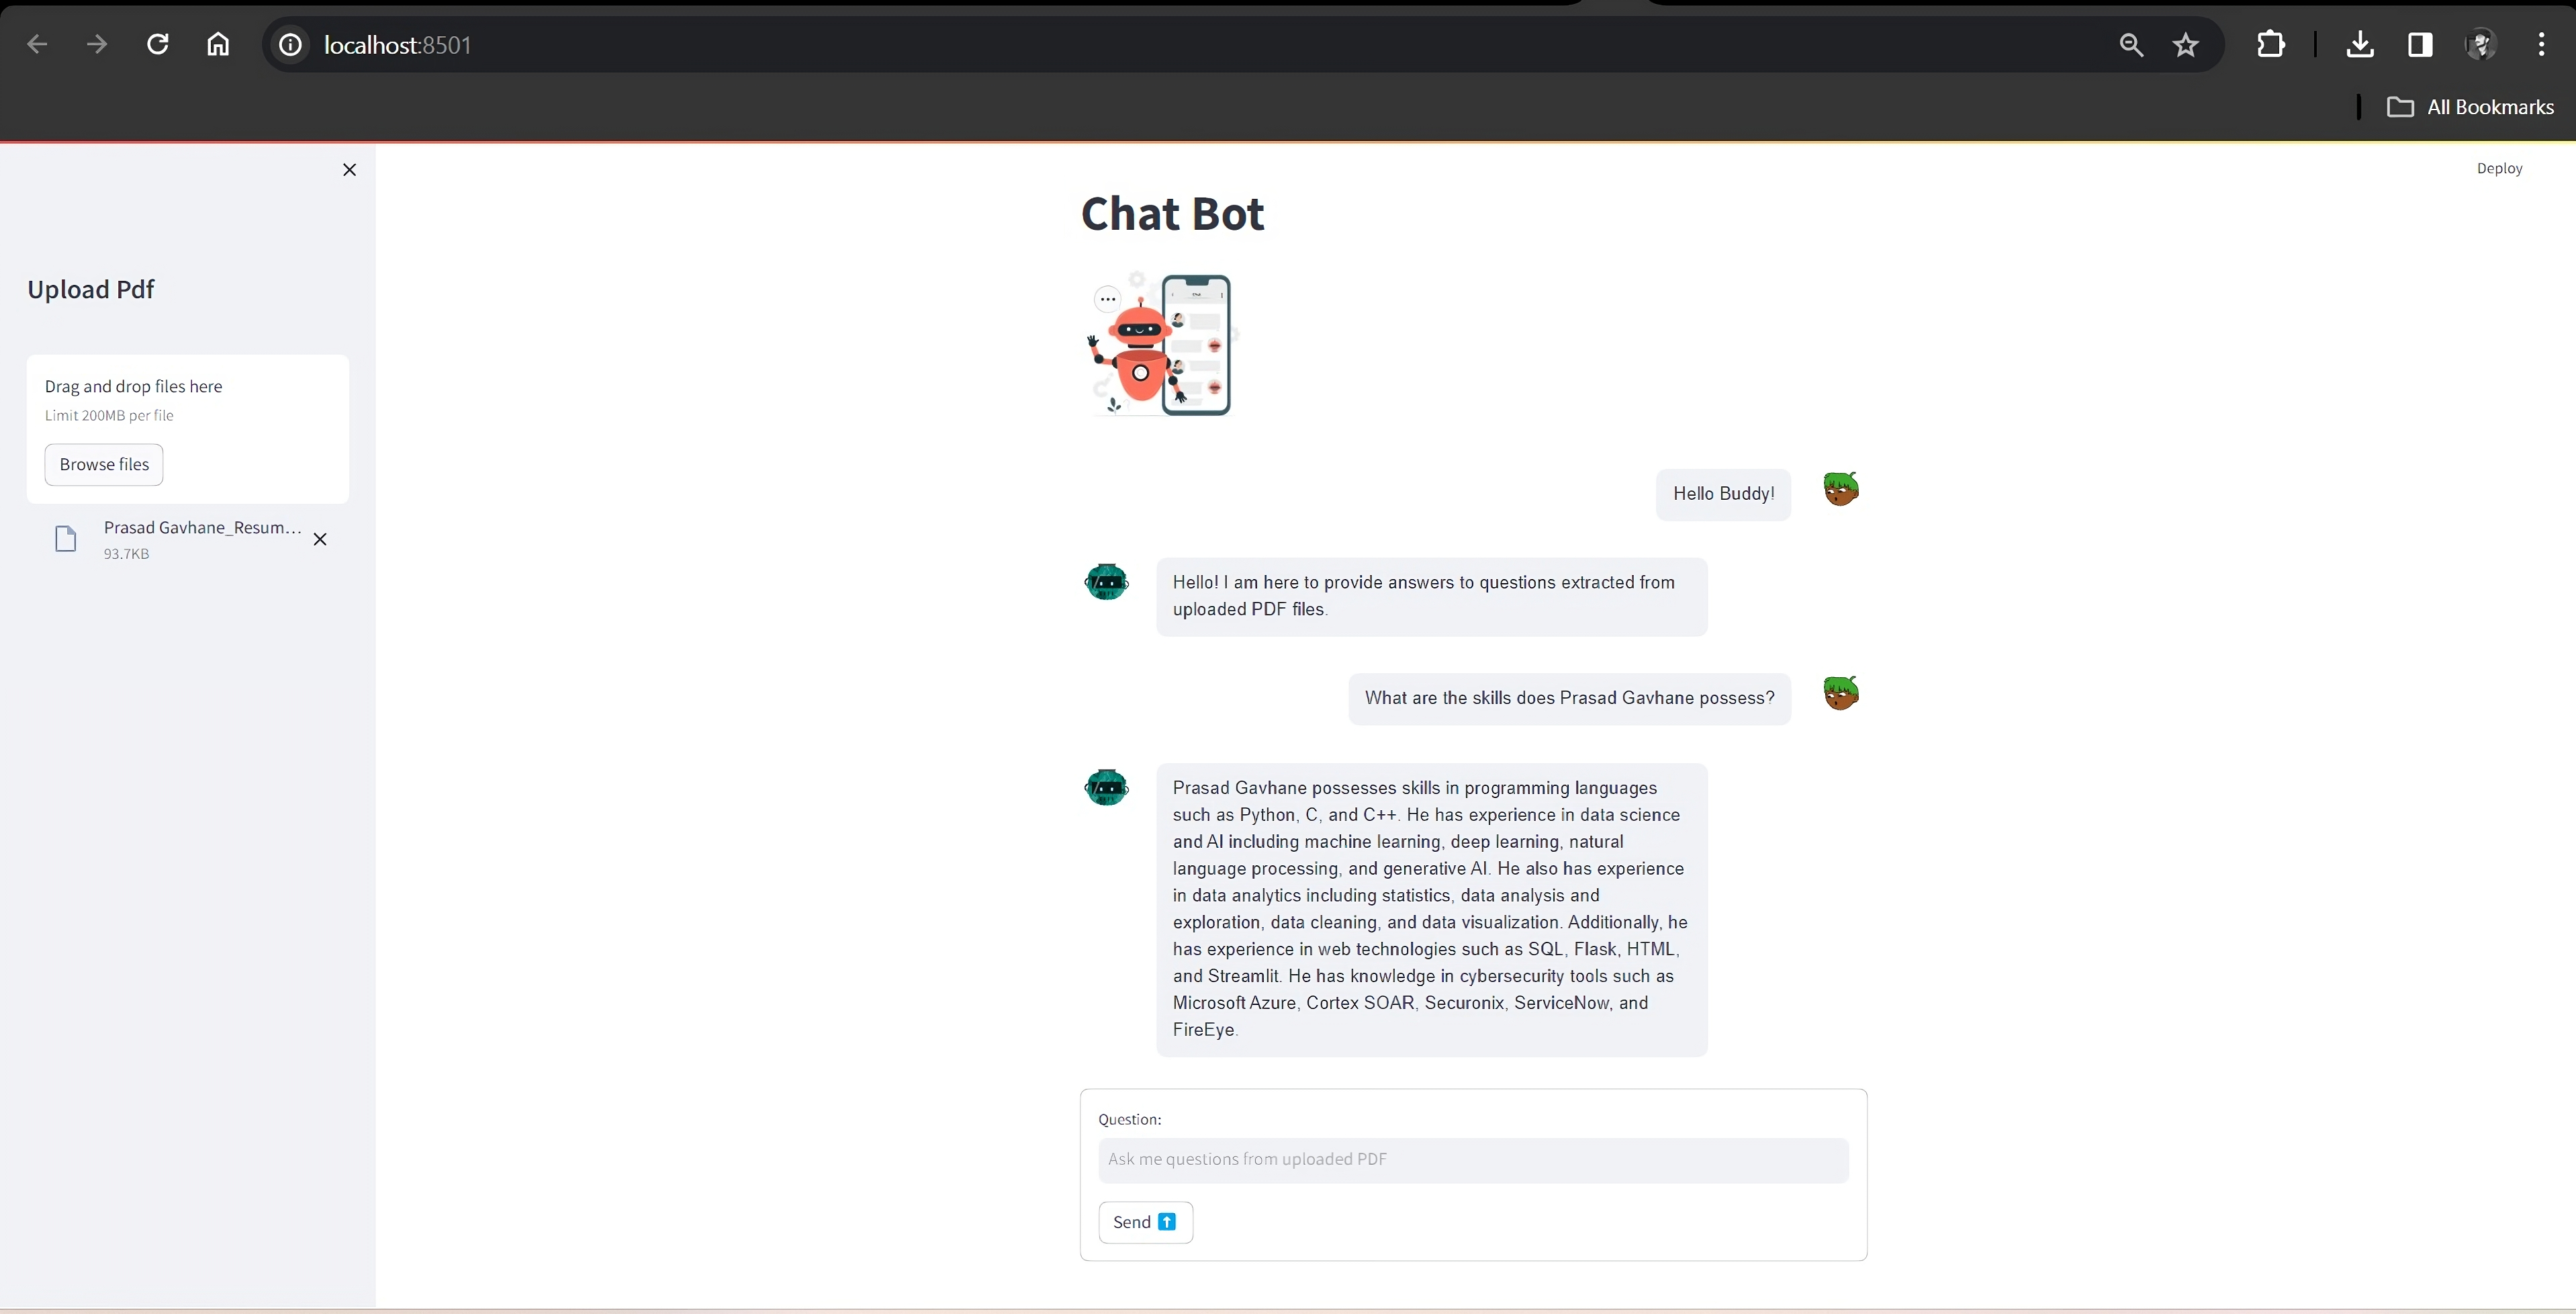 localhost:8501
All Bookmarks
Deploy
Upload Pdf
Drag and drop files here
Limit 200MB per file
Browse files
Prasad Gavhane_Resum...
93.7KB
Chat Bot
Chat
Hello Buddy!
Hello! I am here to provide answers to questions extracted from
uploaded PDF files.
What are the skills does Prasad Gavhane possess?
Prasad Gavhane possesses skills in programming languages
such as Python, C, and C++. He has experience in data science
and AI including machine learning, deep learning, natural
language processing, and generative AI. He also has experience
in data analytics including statistics, data analysis and
exploration, data cleaning, and data visualization. Additionally, he
has experience in web technologies such as SQL, Flask, HTML,
and Streamlit. He has knowledge in cybersecurity tools such as
Microsoft Azure, Cortex SOAR, Securonix, ServiceNow, and
FireEye.
Question:
Ask me questions from uploaded PDF
Send